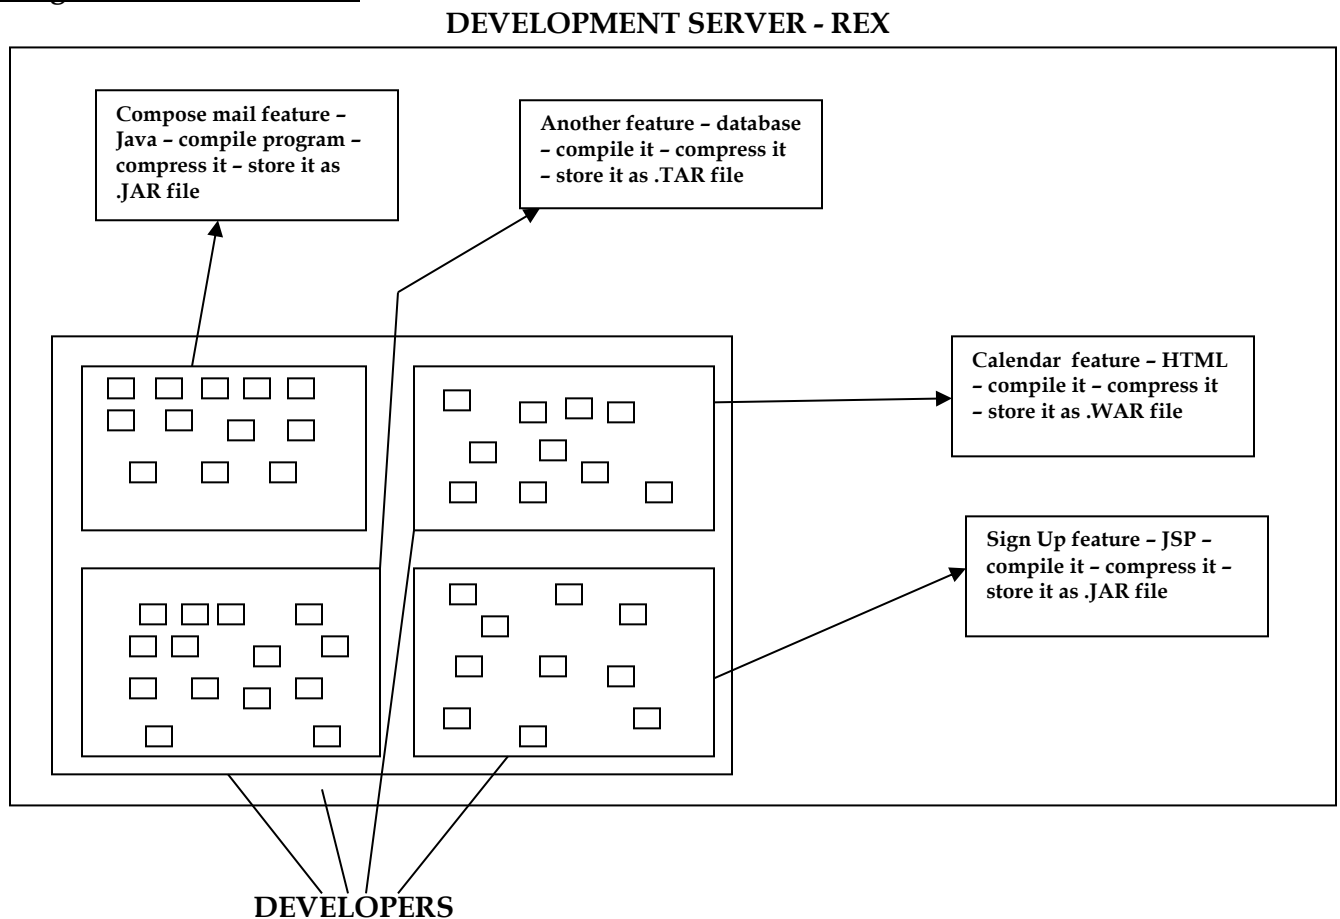 DEVELOPMENT SERVER - REX
Compose mail feature –
Java – compile program –
compress it – store it as
.JAR file
Another feature – database
– compile it – compress it
– store it as .TAR file
Calendar  feature – HTML
– compile it – compress it
– store it as .WAR file
Sign Up feature – JSP –
compile it – compress it –
store it as .JAR file
DEVELOPERS